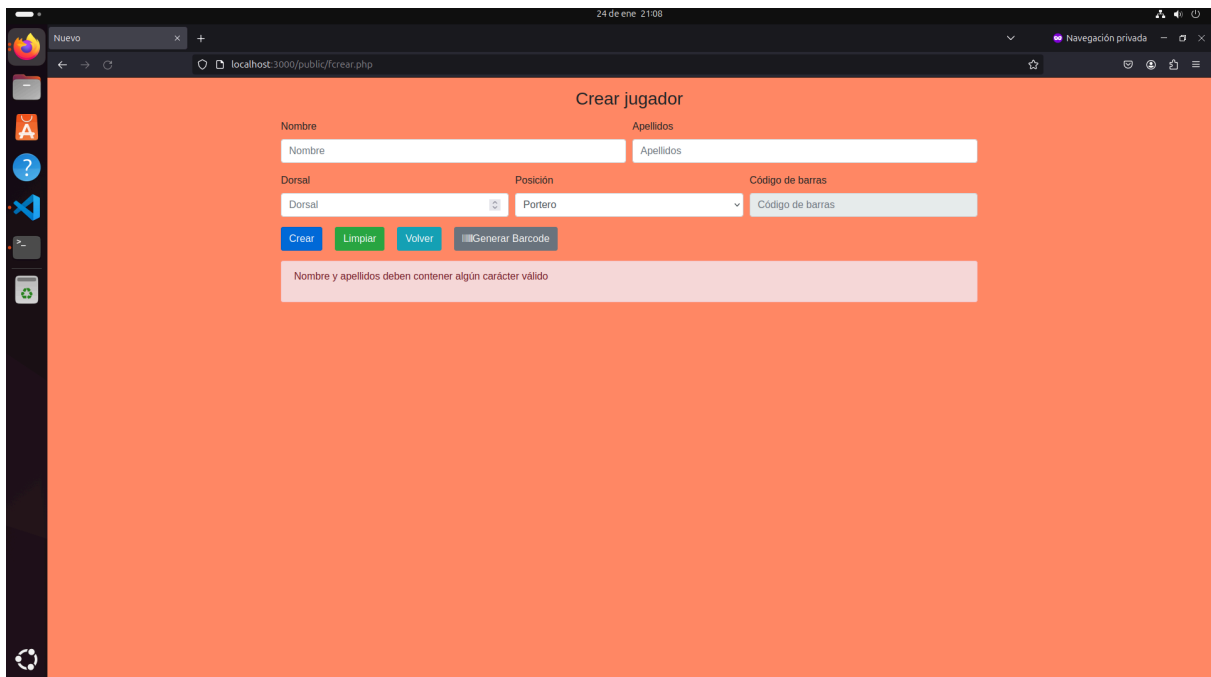 24 de ene 21:08
Nuevo
Navegación privada
localhost:3000/public/fcrear.php
Crear jugador
Nombre Apellidos
Nombre Apellidos
Dorsal Posición Código de barras
Dorsal Portero Código de barras
Crear Limpiar Volver Generar Barcode
Nombre y apellidos deben contener algún carácter válido